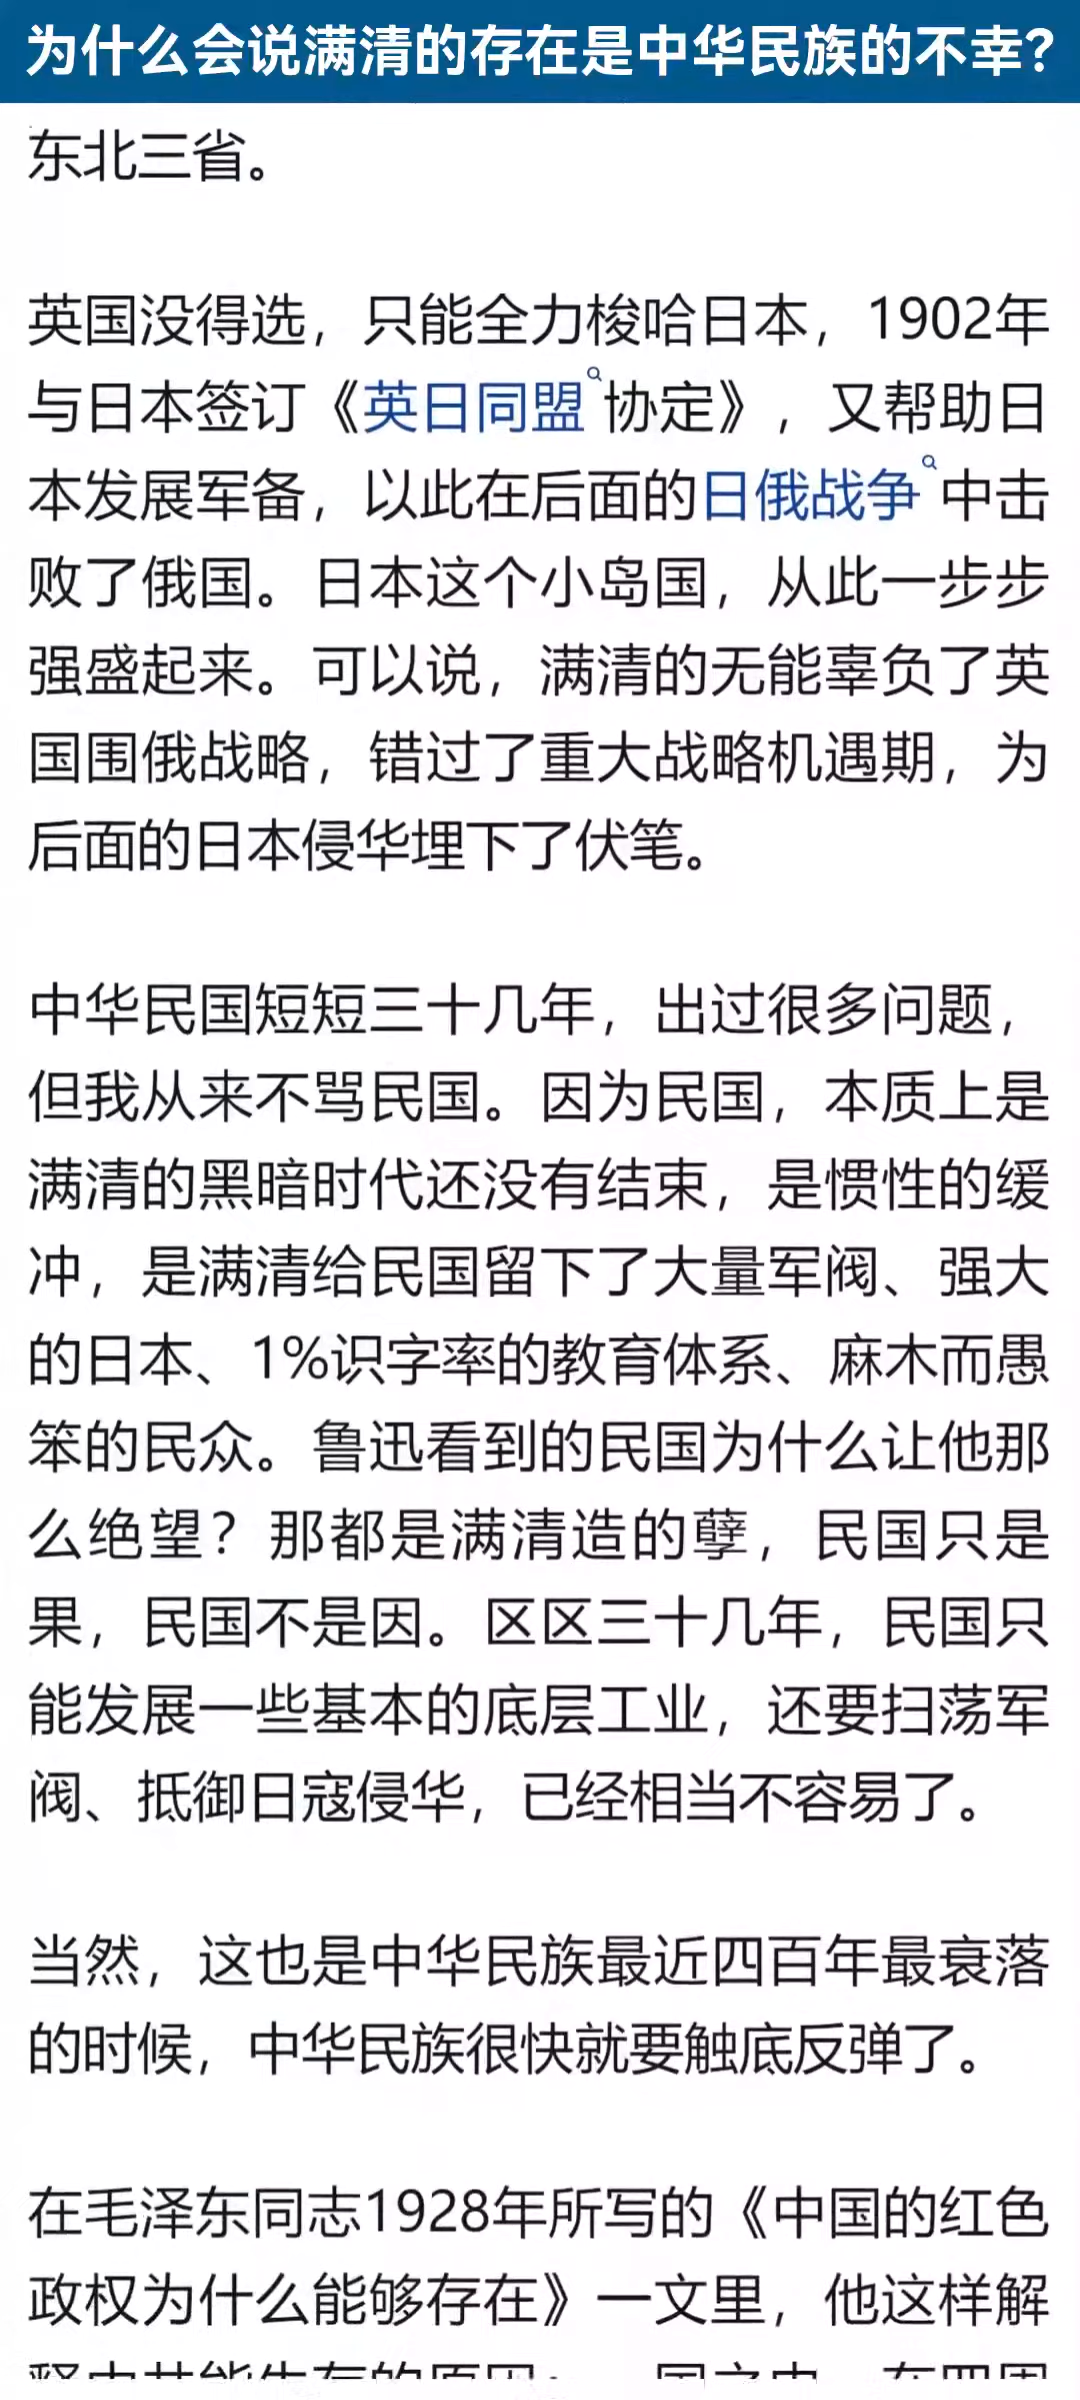 为什么会说满清的存在是中华民族的不幸？
东北三省。
英国没得选，只能全力梭哈日本，1902年
与日本签订《英日同盟协定》，又帮助日
本发展军备，以此在后面的日俄战争中击
败了俄国。日本这个小岛国，从此一步步
强盛起来。可以说，满清的无能辜负了英
国围俄战略，错过了重大战略机遇期，为
后面的日本侵华埋下了伏笔。
中华民国短短三十几年，出过很多问题，
但我从来不骂民国。因为民国，本质上是
满清的黑暗时代还没有结束，是惯性的缓
冲，是满清给民国留下了大量军阀、强大
的日本、1%识字率的教育体系、麻木而愚
笨的民众。鲁迅看到的民国为什么让他那
么绝望？那都是满清造的孽，民国只是
果，民国不是因。区区三十几年，民国只
能发展一些基本的底层工业，还要扫荡军
阀、抵御日寇侵华，已经相当不容易了。
当然，这也是中华民族最近四百年最衰落
的时候，中华民族很快就要触底反弹了。
在毛泽东同志1928年所写的《中国的红色
政权为什么能够存在》一文里，他这样解